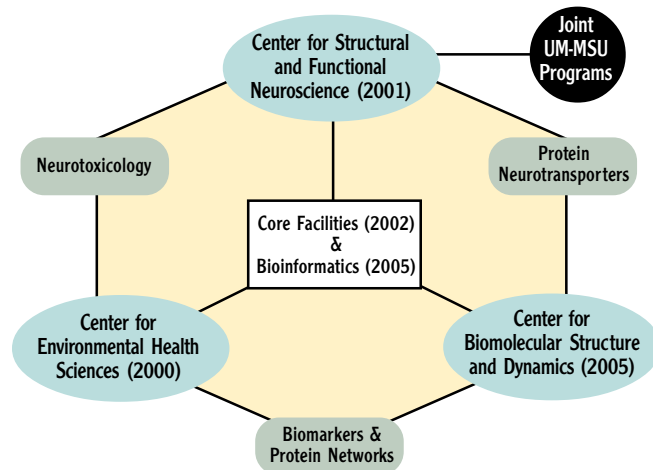 Center for Structural
and Functional
Neuroscience (2001)
Joint
UM-MSU
Programs
Neurotoxicology
Protein
Neurotransporters
Core Facilities (2002)
&
Bioinformatics (2005)
Center for
Environmental Health
Sciences (2000)
Center for
Biomolecular Structure
and Dynamics (2005)
Biomarkers &
Protein Networks